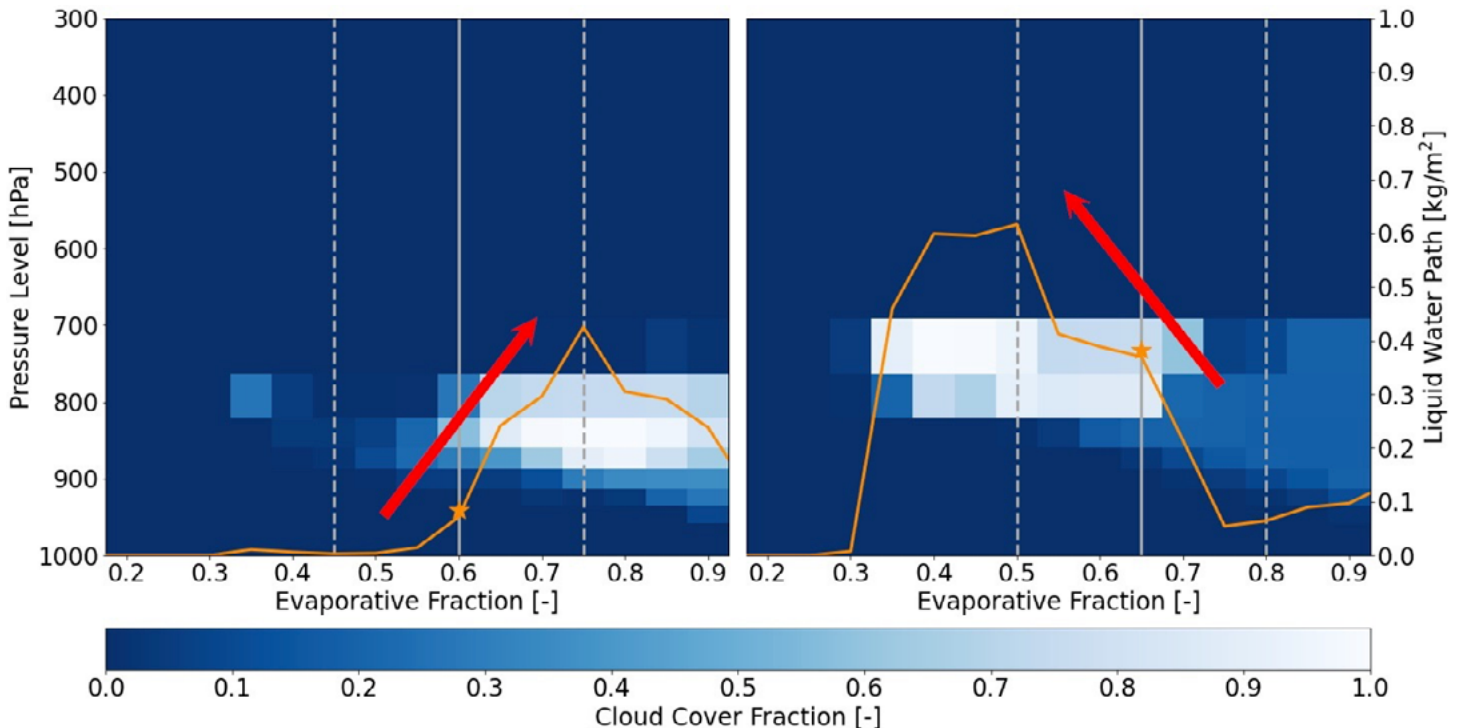 300
400
500
600
700
800
900
1000
Pressure Level [hPa]
0.2 0.3 0.4 0.5 0.6 0.7 0.8 0.9
Evaporative Fraction [-]
0.2 0.3 0.4 0.5 0.6 0.7 0.8 0.9
Evaporative Fraction [-]
1.0
0.9
0.8
0.7
0.6
0.5
0.4
0.3
0.2
0.1
0.0
Liquid Water Path [kg/m²]
0.0 0.1 0.2 0.3 0.4 0.5 0.6 0.7 0.8 0.9 1.0
Cloud Cover Fraction [-]